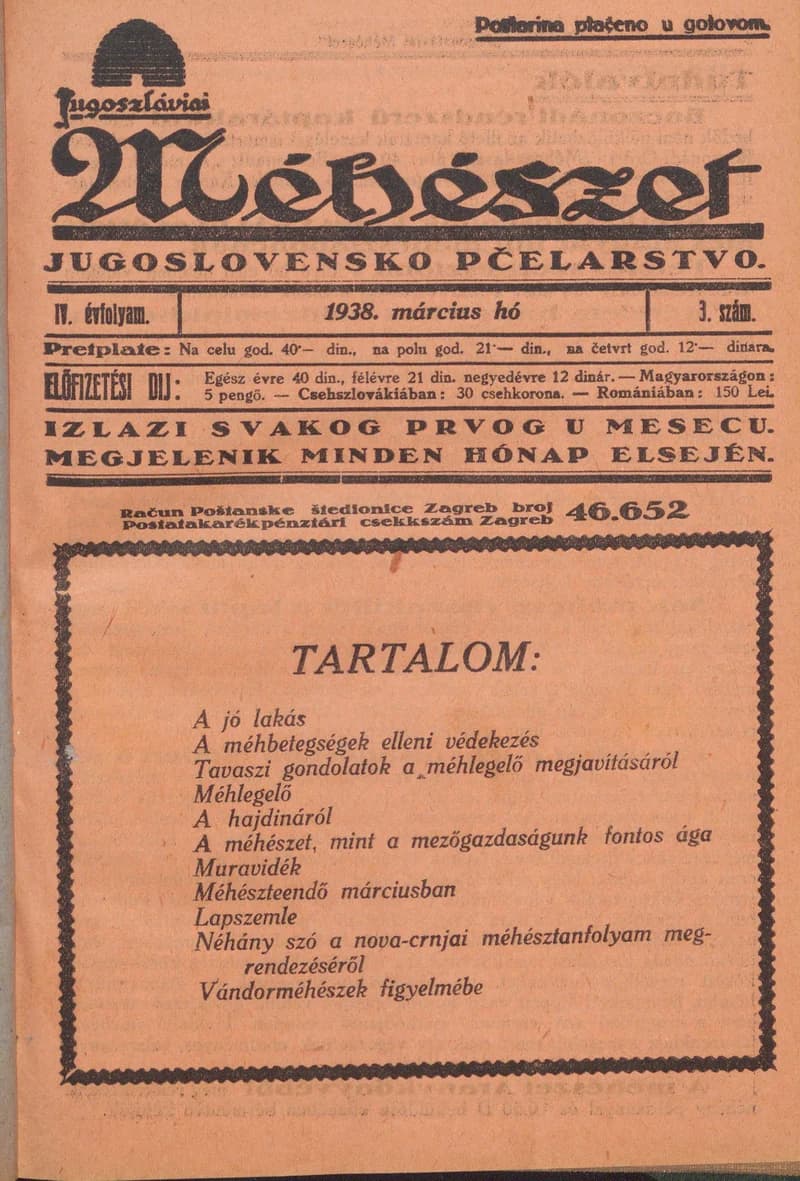 Poštarina plaćeno u gotovom.
Jugoszláviai
Méhészet
JUGOSLOVENSKO PČELARSTVO.
IV. évfolyam.
1938. március hó
3. szám.
Pretplate: Na celu god. 40·— din., na polu god. 21·— din., na četvrt god. 12·— dinara.
ELŐFIZETÉSI DIJ: Egész évre 40 din., félévre 21 din. negyedévre 12 dinár. — Magyarországon:
5 pengő. — Csehszlovákiában: 30 csehkorona. — Romániában: 150 Lei.
IZLAZI SVAKOG PRVOG U MESECU.
MEGJELENIK MINDEN HÓNAP ELSEJÉN.
Račun Poštanske štedionice Zagreb broj
Postatakarékpénztári csekkszám Zagreb 46.652
TARTALOM:
A jó lakás
A méhbetegségek elleni védekezés
Tavaszi gondolatok a méhlegelő megjavításáról
Méhlegelő
A hajdináról
A méhészet, mint a mezőgazdaságunk fontos ága
Muravidék
Méhészteendő márciusban
Lapszemle
Néhány szó a nova-crnjai méhésztanfolyam meg-
rendezéséről
Vándorméhészek figyelmébe